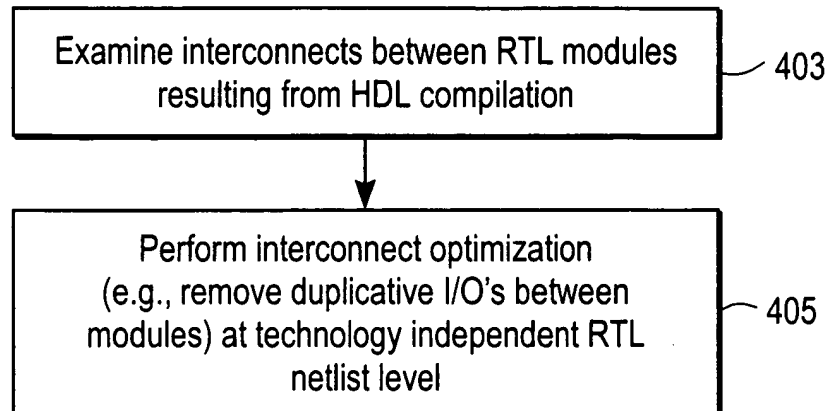 Examine interconnects between RTL modules
resulting from HDL compilation
403
Perform interconnect optimization
(e.g., remove duplicative I/O's between
modules) at technology independent RTL
netlist level
405